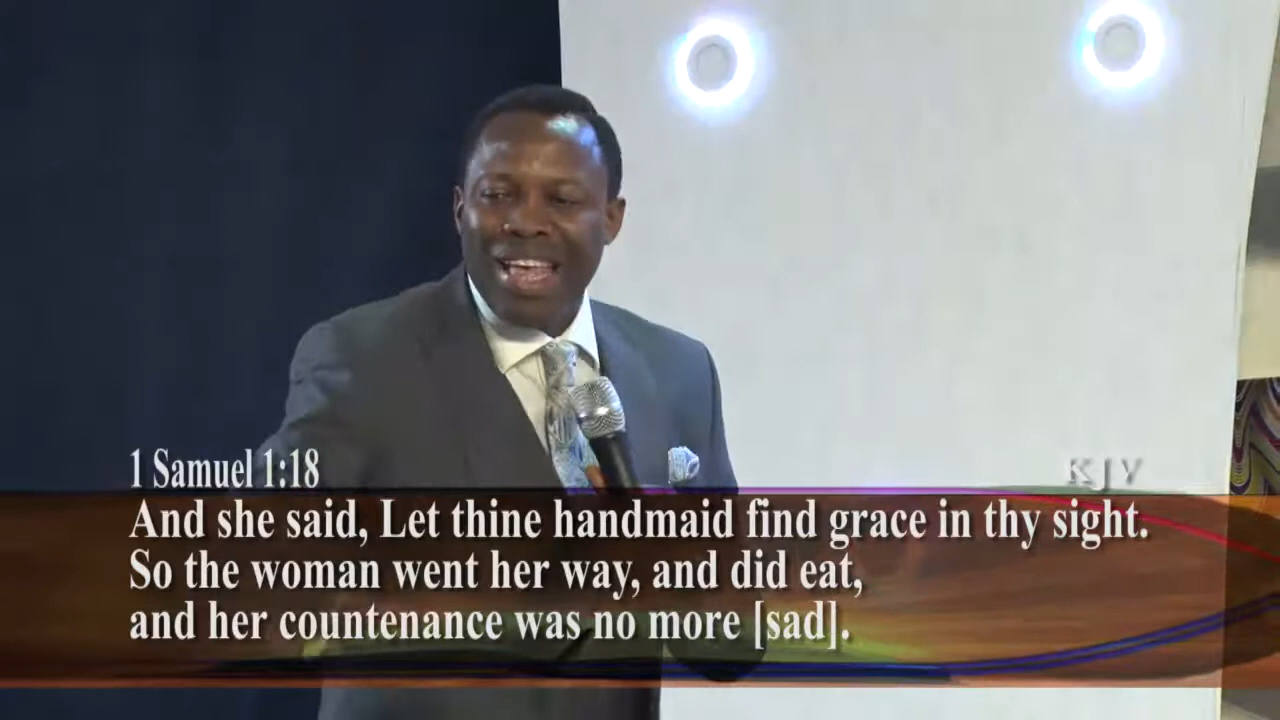 1 Samuel 1:18
KJV
And she said, Let thine handmaid find grace in thy sight.
So the woman went her way, and did eat,
and her countenance was no more [sad].